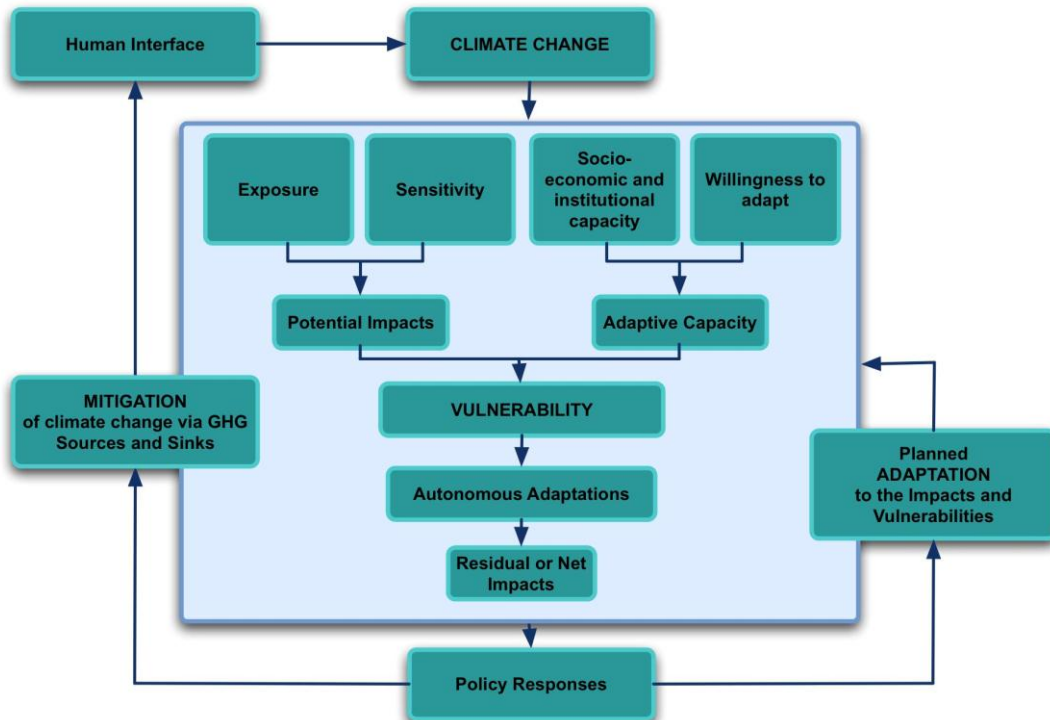 Human Interface
CLIMATE CHANGE
Exposure
Sensitivity
Socio-
economic and
institutional
capacity
Willingness to
adapt
Potential Impacts
Adaptive Capacity
VULNERABILITY
MITIGATION
of climate change via GHG
Sources and Sinks
Autonomous Adaptations
Planned
ADAPTATION
to the Impacts and
Vulnerabilities
Residual or Net
Impacts
Policy Responses